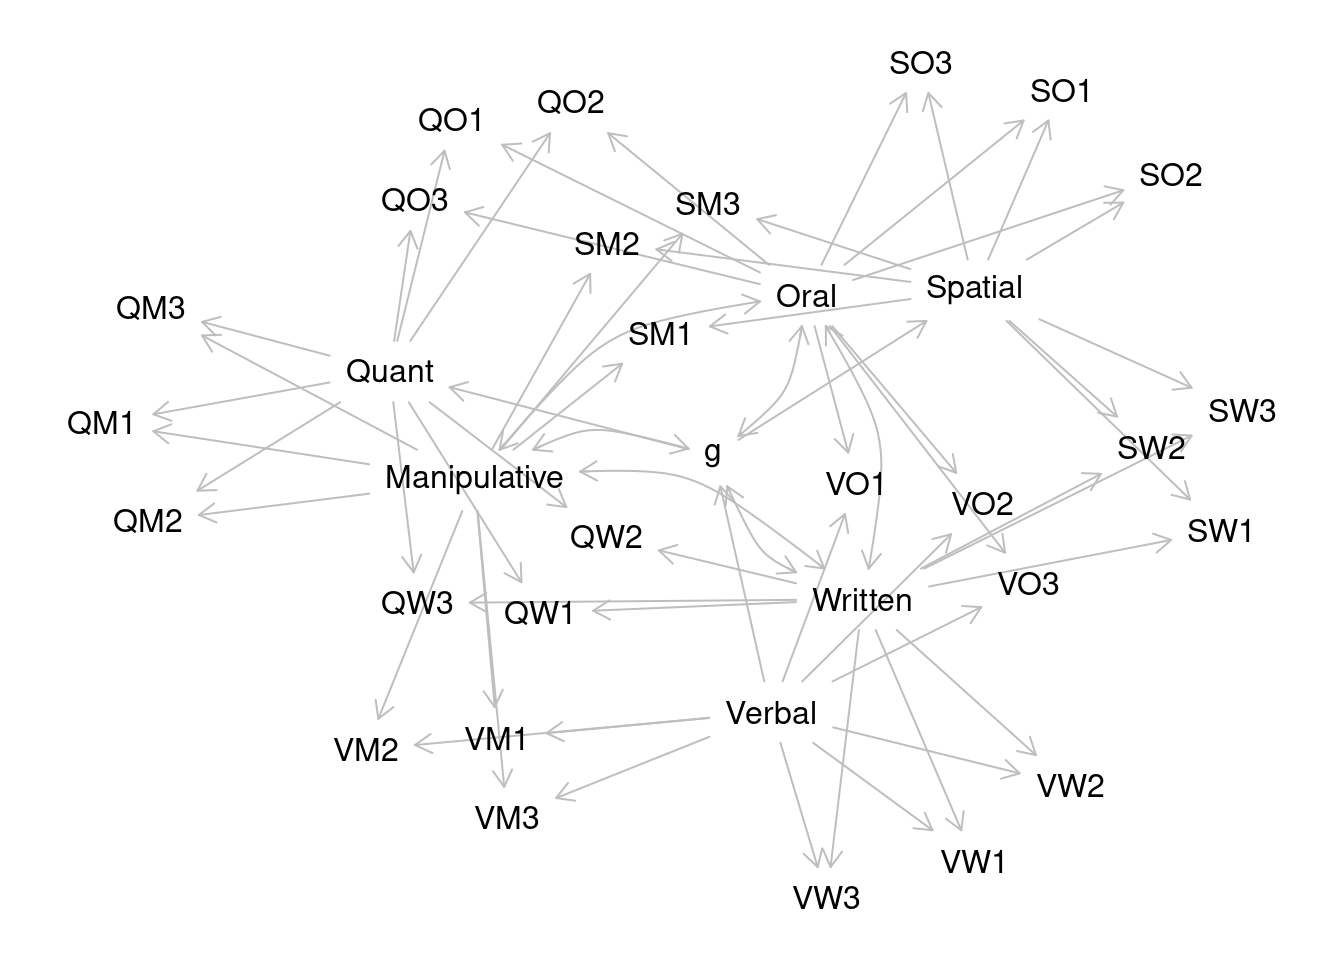 SO3
SO1
QO2
QO1
SO2
QO3
SM3
SM2
Spatial
Oral
QM3
SM1
Quant
SW3
QM1
SW2
g
Manipulative
VO1
VO2
QM2
SW1
QW2
VO3
Written
QW3
QW1
Verbal
VM1
VM2
VW2
VM3
VW1
VW3